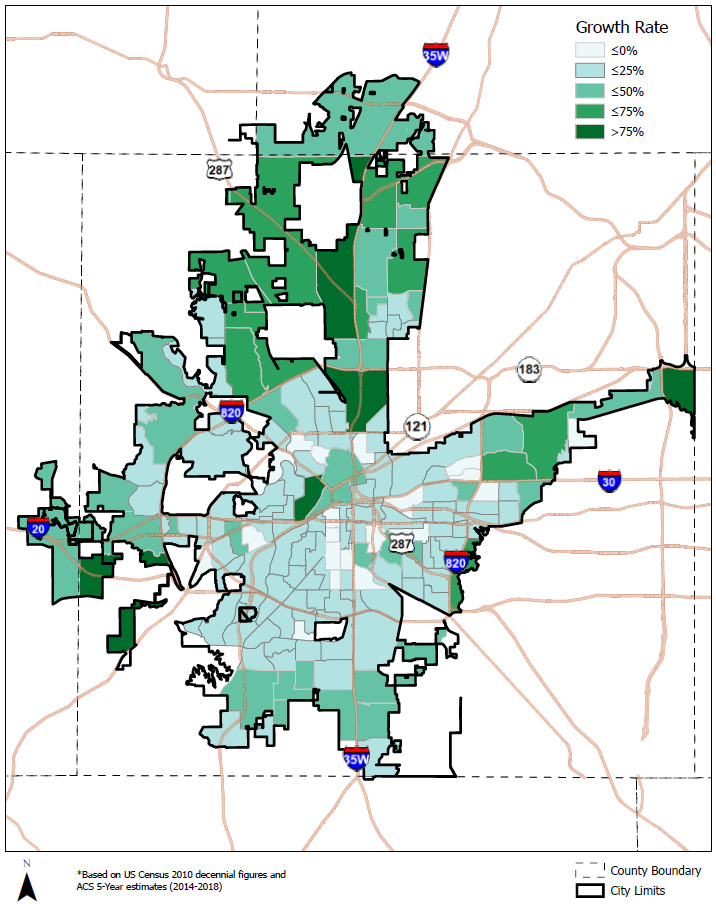 Growth Rate
≤0%
≤25%
≤50%
≤75%
>75%
35W
287
183
820
121
30
20
287
820
35W
N
*Based on US Census 2010 decennial figures and
ACS 5-Year estimates (2014-2018)
County Boundary
City Limits